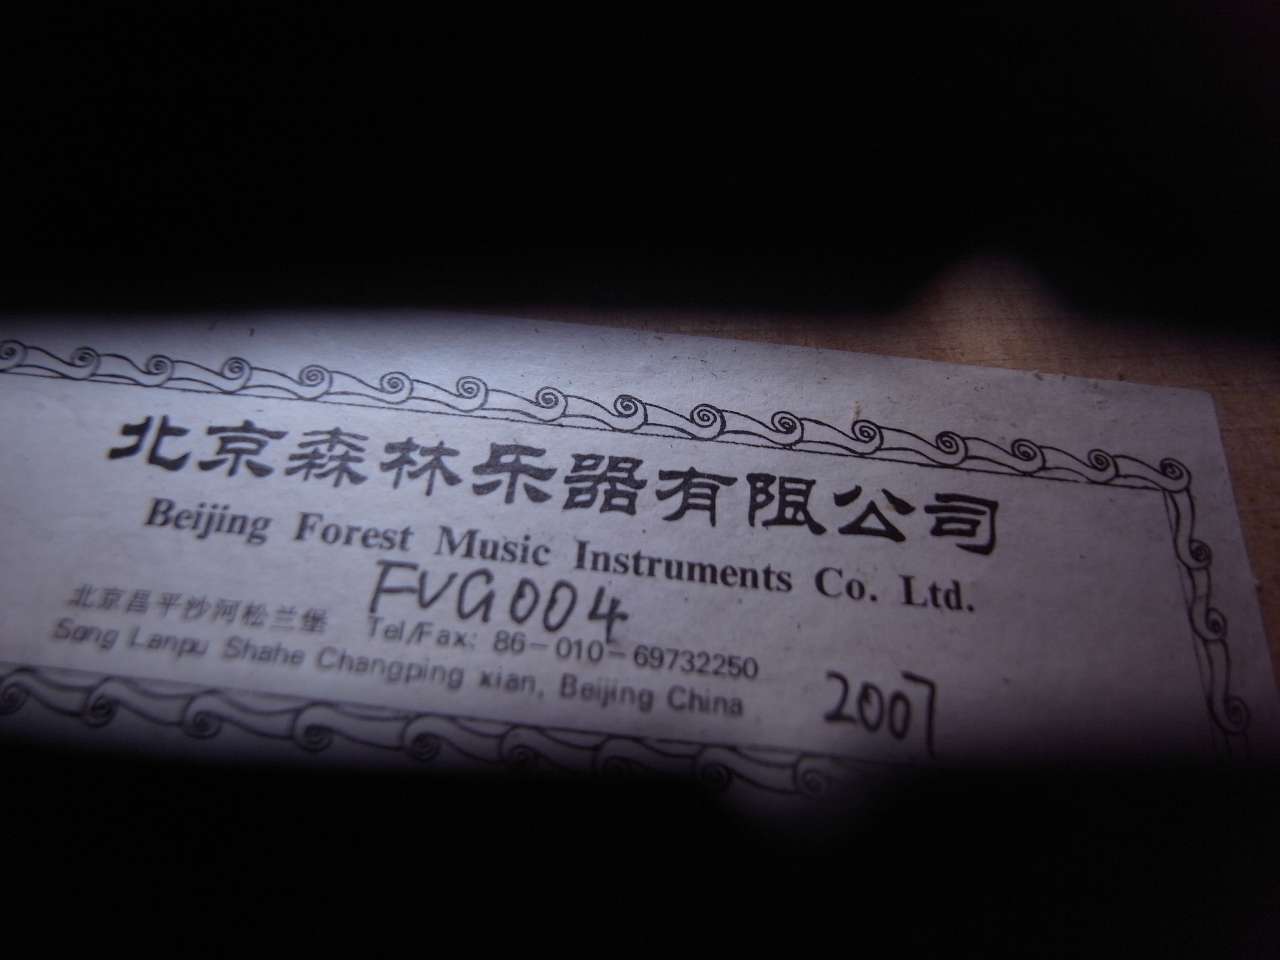 北京森林乐器有限公司
Beijing Forest Music Instruments Co. Ltd.
FVG004
北京昌平沙河松兰堡 Tel/Fax: 86-010-69732250
Song Lanpu Shahe Changping xian, Beijing China
2007